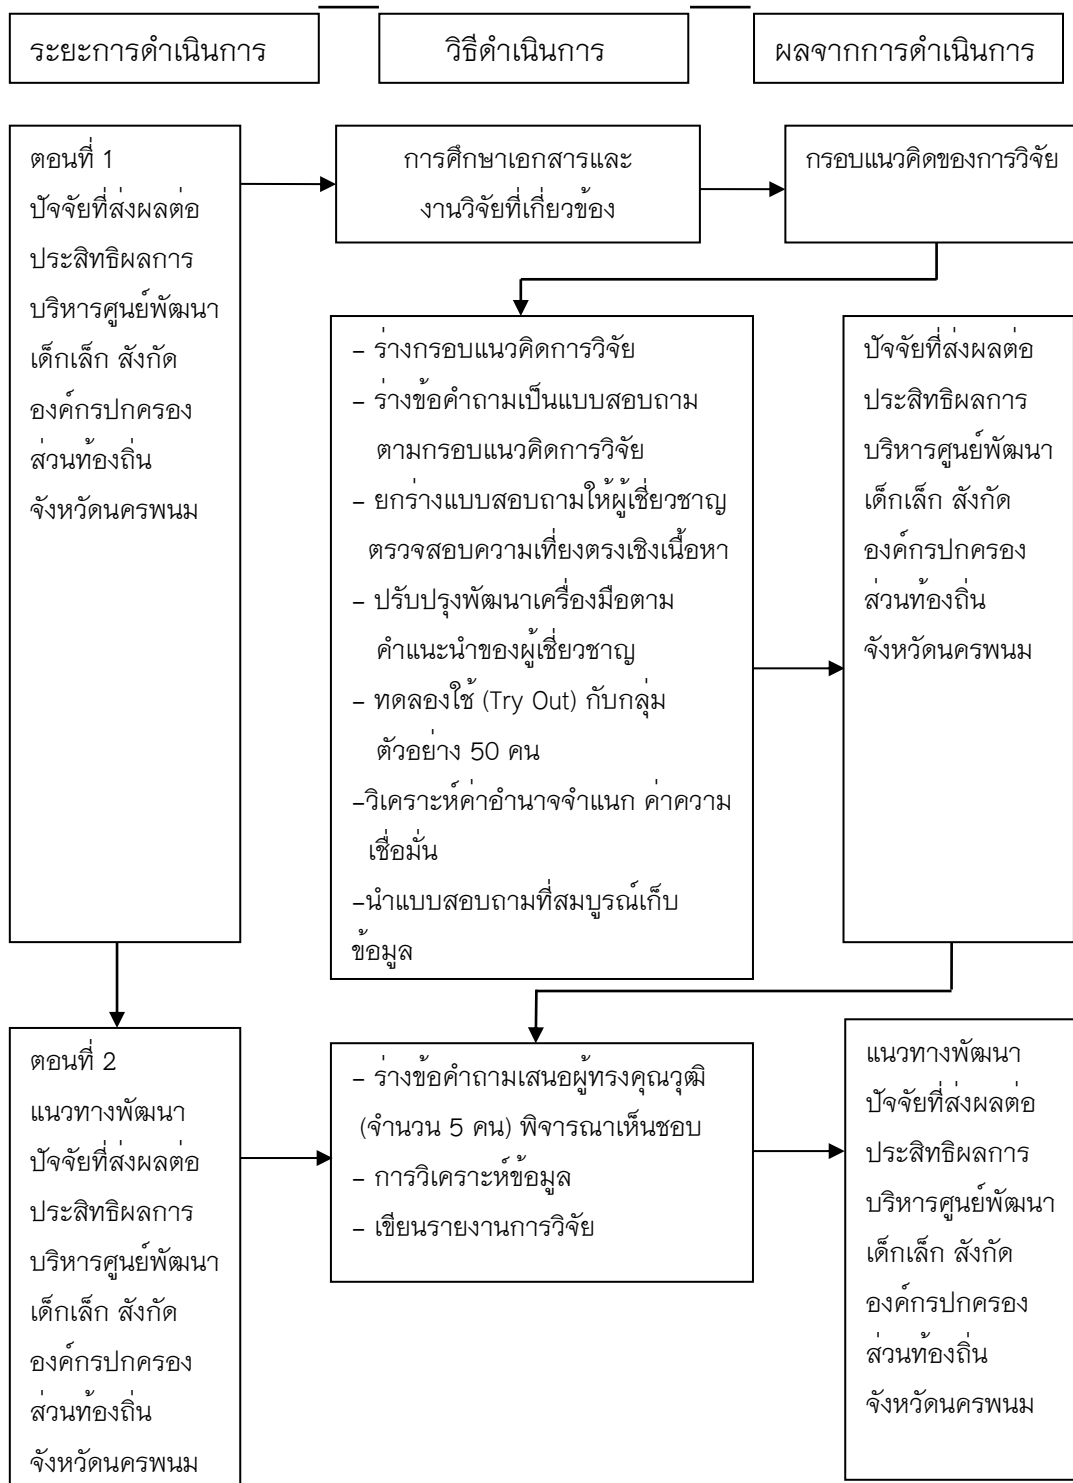 ระยะการดำเนินการ
วิธีดำเนินการ
ผลจากการดำเนินการ
ตอนที่ 1
ปัจจัยที่ส่งผลต่อ
ประสิทธิผลการ
บริหารศูนย์พัฒนา
เด็กเล็ก สังกัด
องค์กรปกครอง
ส่วนท้องถิ่น
จังหวัดนครพนม
การศึกษาเอกสารและ
งานวิจัยที่เกี่ยวข้อง
กรอบแนวคิดของการวิจัย
– ร่างกรอบแนวคิดการวิจัย
– ร่างข้อคำถามเป็นแบบสอบถาม
ตามกรอบแนวคิดการวิจัย
– ยกร่างแบบสอบถามให้ผู้เชี่ยวชาญ
ตรวจสอบความเที่ยงตรงเชิงเนื้อหา
– ปรับปรุงพัฒนาเครื่องมือตาม
คำแนะนำของผู้เชี่ยวชาญ
– ทดลองใช้ (Try Out) กับกลุ่ม
ตัวอย่าง 50 คน
–วิเคราะห์ค่าอำนาจจำแนก ค่าความ
เชื่อมั่น
–นำแบบสอบถามที่สมบูรณ์เก็บ
ข้อมูล
ปัจจัยที่ส่งผลต่อ
ประสิทธิผลการ
บริหารศูนย์พัฒนา
เด็กเล็ก สังกัด
องค์กรปกครอง
ส่วนท้องถิ่น
จังหวัดนครพนม
ตอนที่ 2
แนวทางพัฒนา
ปัจจัยที่ส่งผลต่อ
ประสิทธิผลการ
บริหารศูนย์พัฒนา
เด็กเล็ก สังกัด
องค์กรปกครอง
ส่วนท้องถิ่น
จังหวัดนครพนม
– ร่างข้อคำถามเสนอผู้ทรงคุณวุฒิ
(จำนวน 5 คน) พิจารณาเห็นชอบ
– การวิเคราะห์ข้อมูล
– เขียนรายงานการวิจัย
แนวทางพัฒนา
ปัจจัยที่ส่งผลต่อ
ประสิทธิผลการ
บริหารศูนย์พัฒนา
เด็กเล็ก สังกัด
องค์กรปกครอง
ส่วนท้องถิ่น
จังหวัดนครพนม